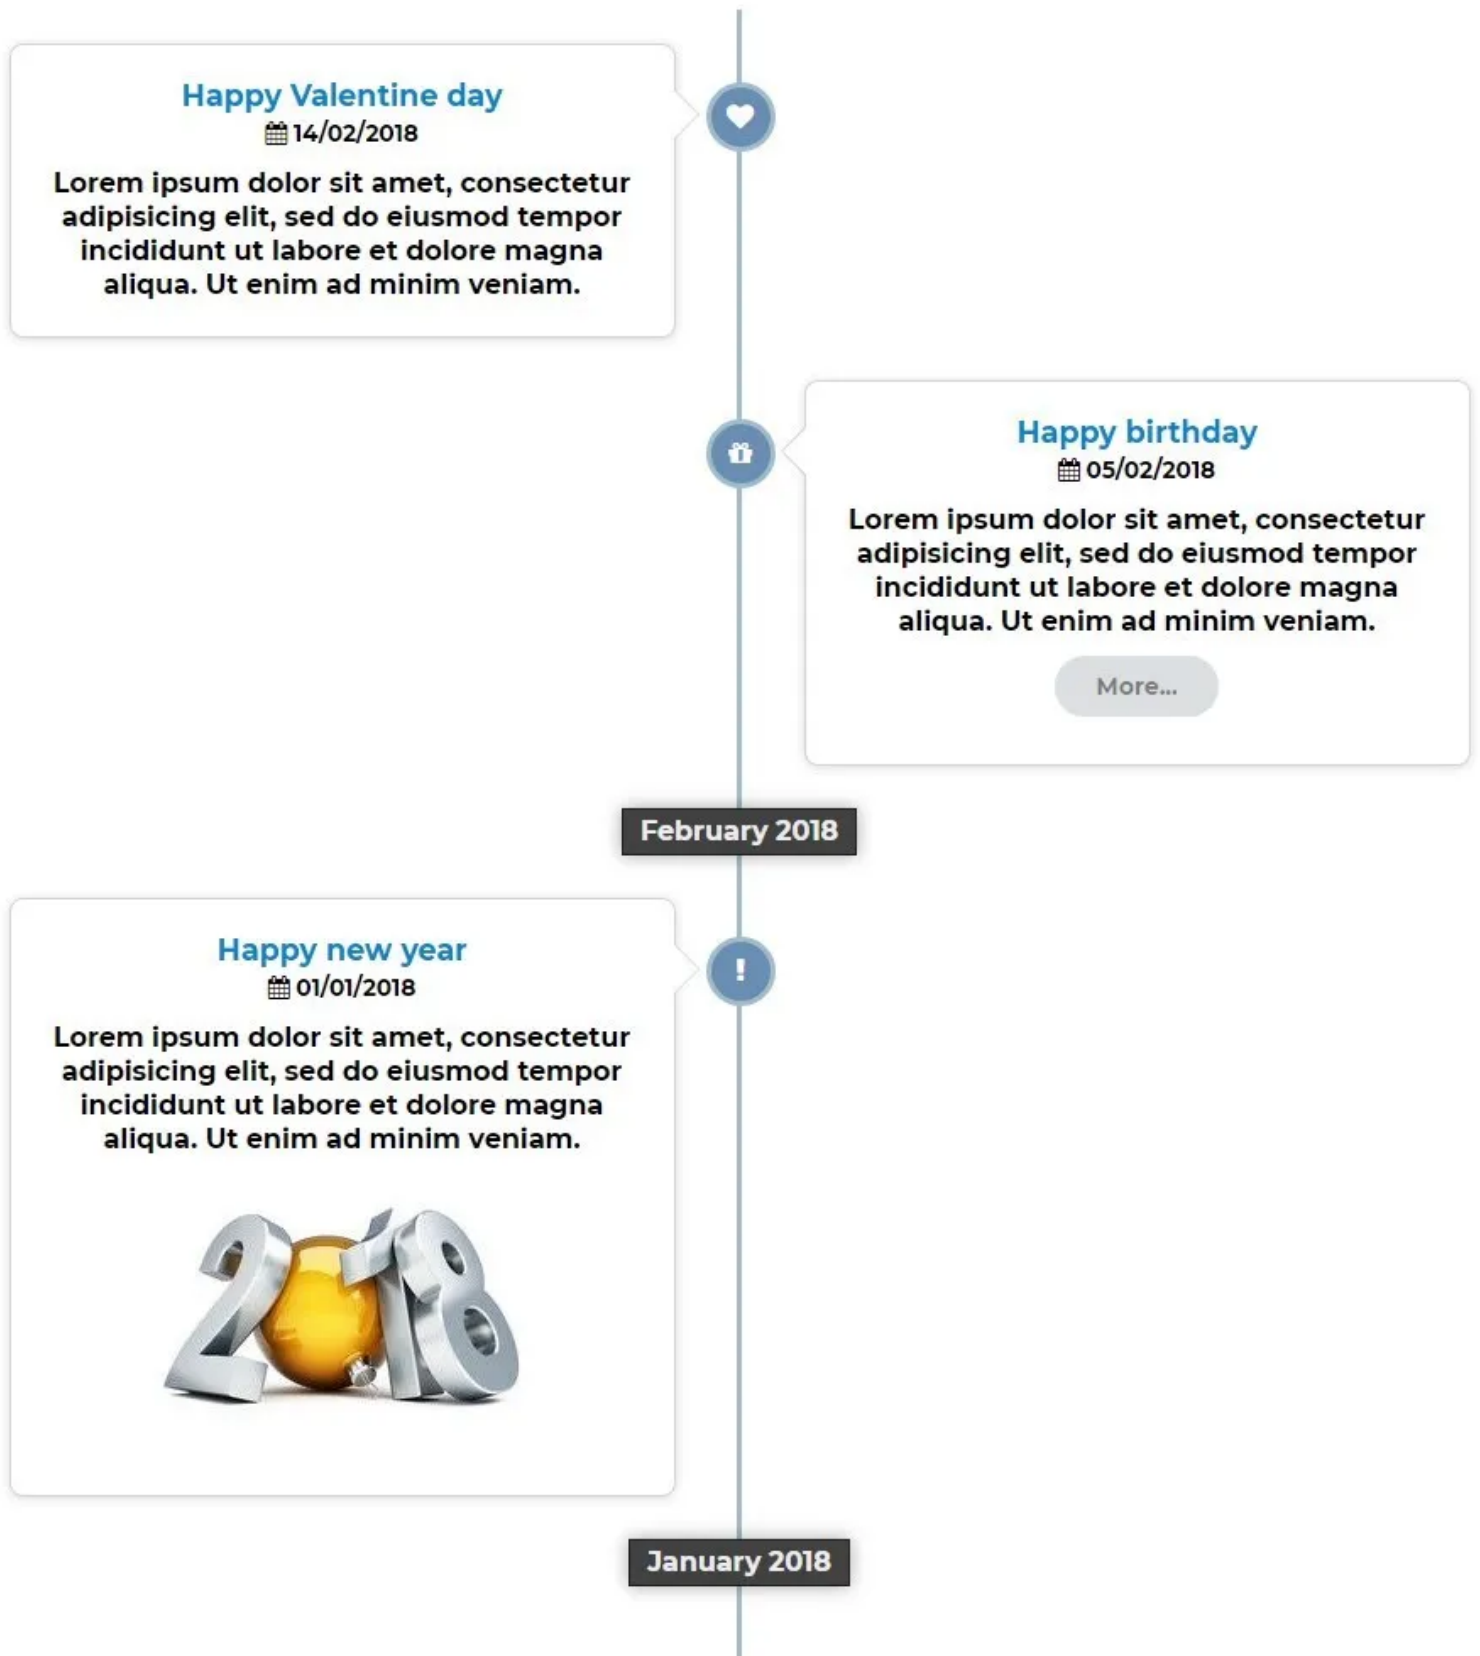 Happy Valentine day
14/02/2018
Lorem ipsum dolor sit amet, consectetur
adipisicing elit, sed do eiusmod tempor
incididunt ut labore et dolore magna
aliqua. Ut enim ad minim veniam.
Happy birthday
05/02/2018
Lorem ipsum dolor sit amet, consectetur
adipisicing elit, sed do eiusmod tempor
incididunt ut labore et dolore magna
aliqua. Ut enim ad minim veniam.
More...
February 2018
!
Happy new year
01/01/2018
Lorem ipsum dolor sit amet, consectetur
adipisicing elit, sed do eiusmod tempor
incididunt ut labore et dolore magna
aliqua. Ut enim ad minim veniam.
2018
January 2018